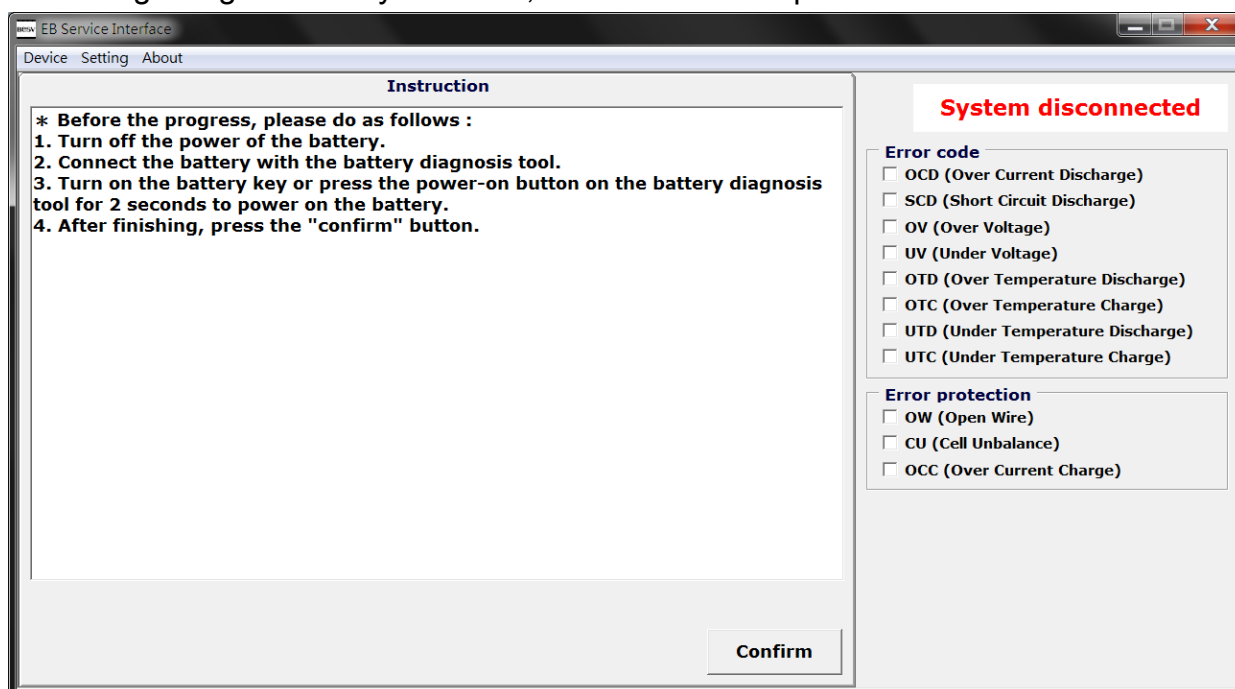 EB Service Interface
Device Setting About
Instruction
* Before the progress, please do as follows :
1. Turn off the power of the battery.
2. Connect the battery with the battery diagnosis tool.
3. Turn on the battery key or press the power-on button on the battery diagnosis
tool for 2 seconds to power on the battery.
4. After finishing, press the "confirm" button.
Confirm
System disconnected
Error code
OCD (Over Current Discharge)
SCD (Short Circuit Discharge)
OV (Over Voltage)
UV (Under Voltage)
OTD (Over Temperature Discharge)
OTC (Over Temperature Charge)
UTD (Under Temperature Discharge)
UTC (Under Temperature Charge)
Error protection
OW (Open Wire)
CU (Cell Unbalance)
OCC (Over Current Charge)